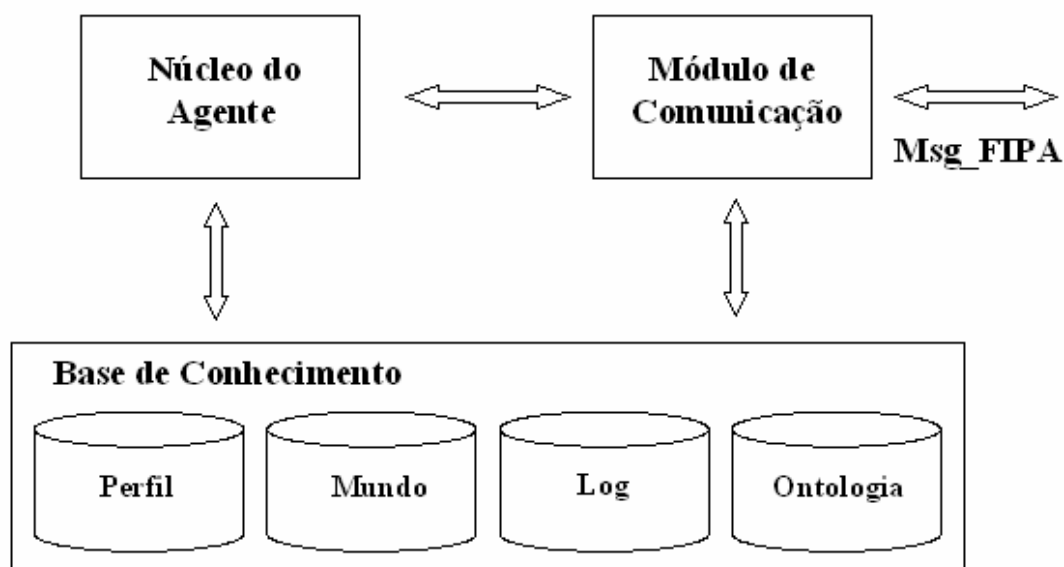 Núcleo do
Agente
Módulo de
Comunicação
Msg_FIPA
Base de Conhecimento
Perfil
Mundo
Log
Ontologia